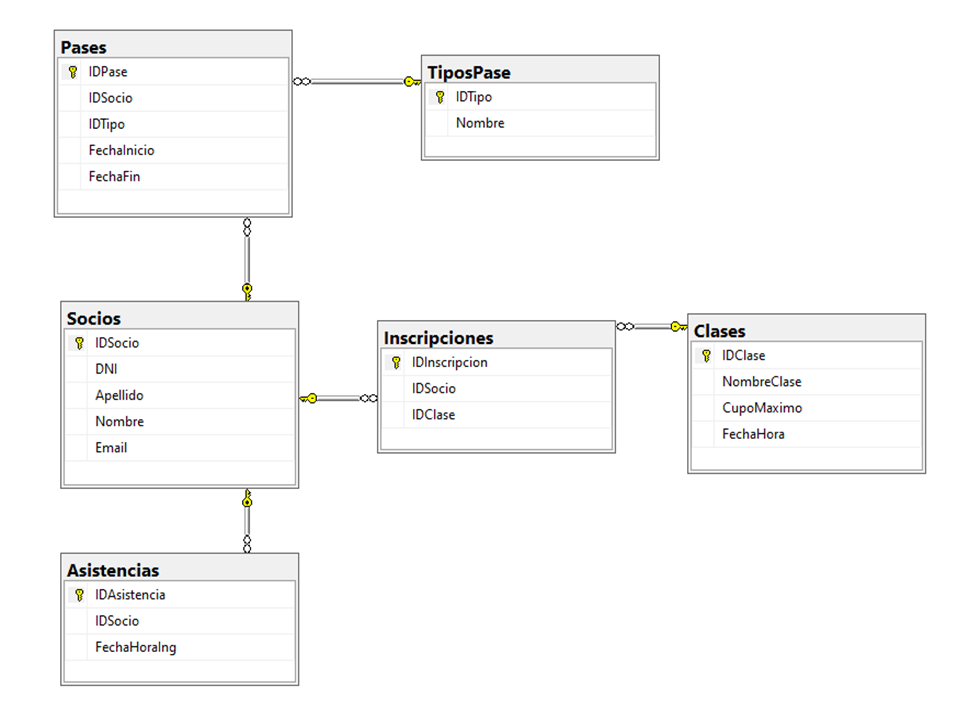 Pases
IDPase
IDSocio
IDTipo
FechaInicio
FechaFin
TiposPase
IDTipo
Nombre
Socios
IDSocio
DNI
Apellido
Nombre
Email
Inscripciones
IDInscripcion
IDSocio
IDClase
Clases
IDClase
NombreClase
CupoMaximo
FechaHora
Asistencias
IDAsistencia
IDSocio
FechaHoraIng